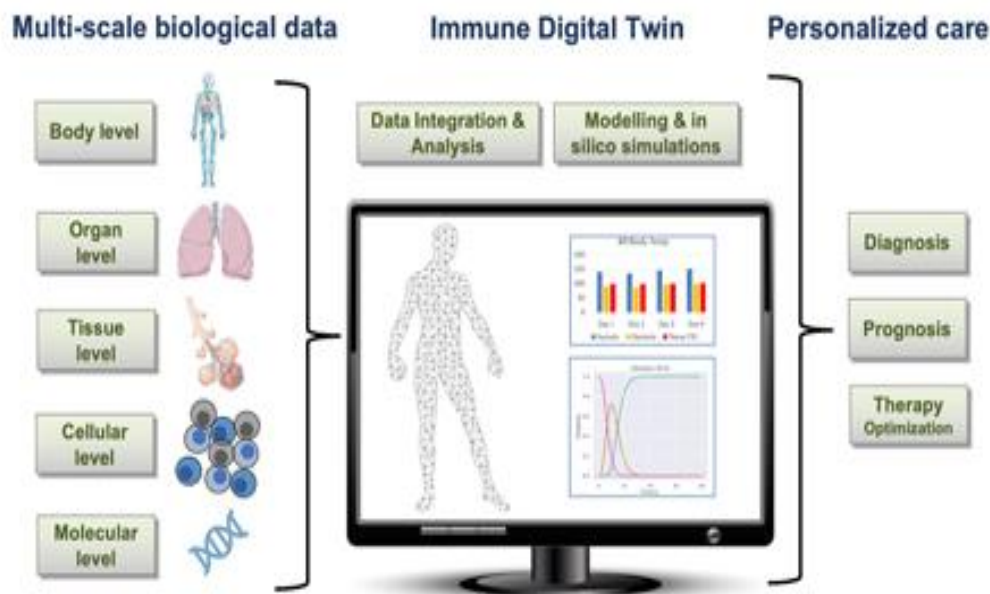 Multi-scale biological data
Immune Digital Twin
Personalized care
Body level
Organ
level
Tissue
level
Cellular
level
Molecular
level
Data Integration &
Analysis
Modelling & in
silico simulations
Diagnosis
Prognosis
Therapy
Optimization